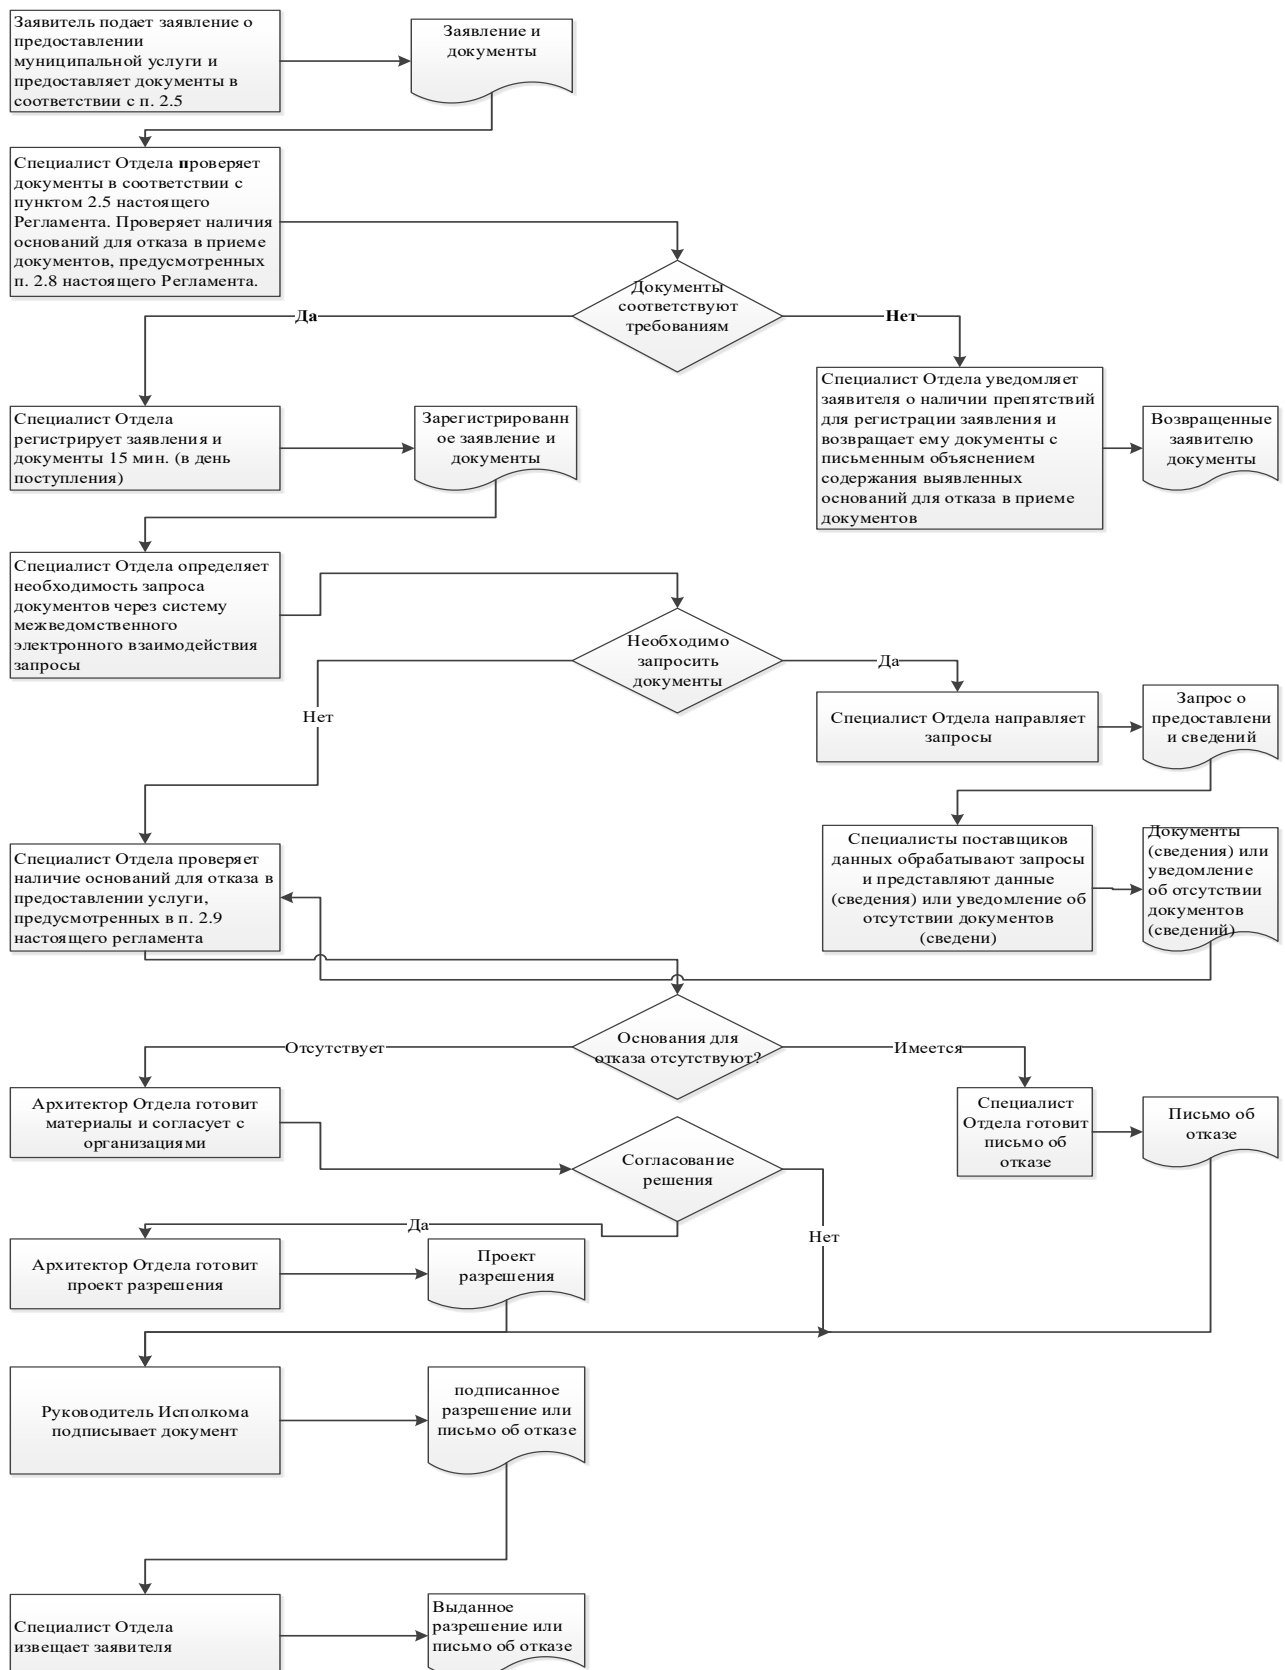 Заявитель подает заявление о
предоставлении
муниципальной услуги и
предоставляет документы в
соответствии с п. 2.5
Заявление и
документы
Специалист Отдела проверяет
документы в соответствии с
пунктом 2.5 настоящего
Регламента. Проверяет наличия
оснований для отказа в приеме
документов, предусмотренных
п. 2.8 настоящего Регламента.
Документы
соответствуют
требованиям
Да
Нет
Специалист Отдела
регистрирует заявления и
документы 15 мин. (в день
поступления)
Зарегистрированн
ое заявление и
документы
Специалист Отдела уведомляет
заявителя о наличии препятствий
для регистрации заявления и
возвращает ему документы с
письменным объяснением
содержания выявленных
оснований для отказа в приеме
документов
Возвращенные
заявителю
документы
Специалист Отдела определяет
необходимость запроса
документов через систему
межведомственного
электронного взаимодействия
запросы
Необходимо
запросить
документы
Да
Нет
Специалист Отдела направляет
запросы
Запрос о
предоставлени
и сведений
Специалист Отдела проверяет
наличие оснований для отказа в
предоставлении услуги,
предусмотренных в п. 2.9
настоящего регламента
Специалисты поставщиков
данных обрабатывают запросы
и представляют данные
(сведения) или уведомление об
отсутствии документов
(сведени)
Документы
(сведения) или
уведомление
об отсутствии
документов
(сведений)
Основания для
отказа отсутствуют?
Отсутствует
Имеется
Архитектор Отдела готовит
материалы и согласует с
организациями
Согласование
решения
Специалист
Отдела готовит
письмо об
отказе
Письмо об
отказе
Да
Нет
Архитектор Отдела готовит
проект разрешения
Проект
разрешения
Руководитель Исполкома
подписывает документ
подписанное
разрешение или
письмо об отказе
Специалист Отдела
извещает заявителя
Выданное
разрешение или
письмо об отказе